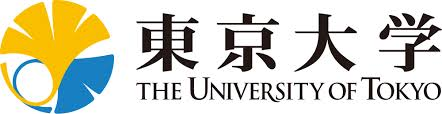 東京大学
THE UNIVERSITY OF TOKYO